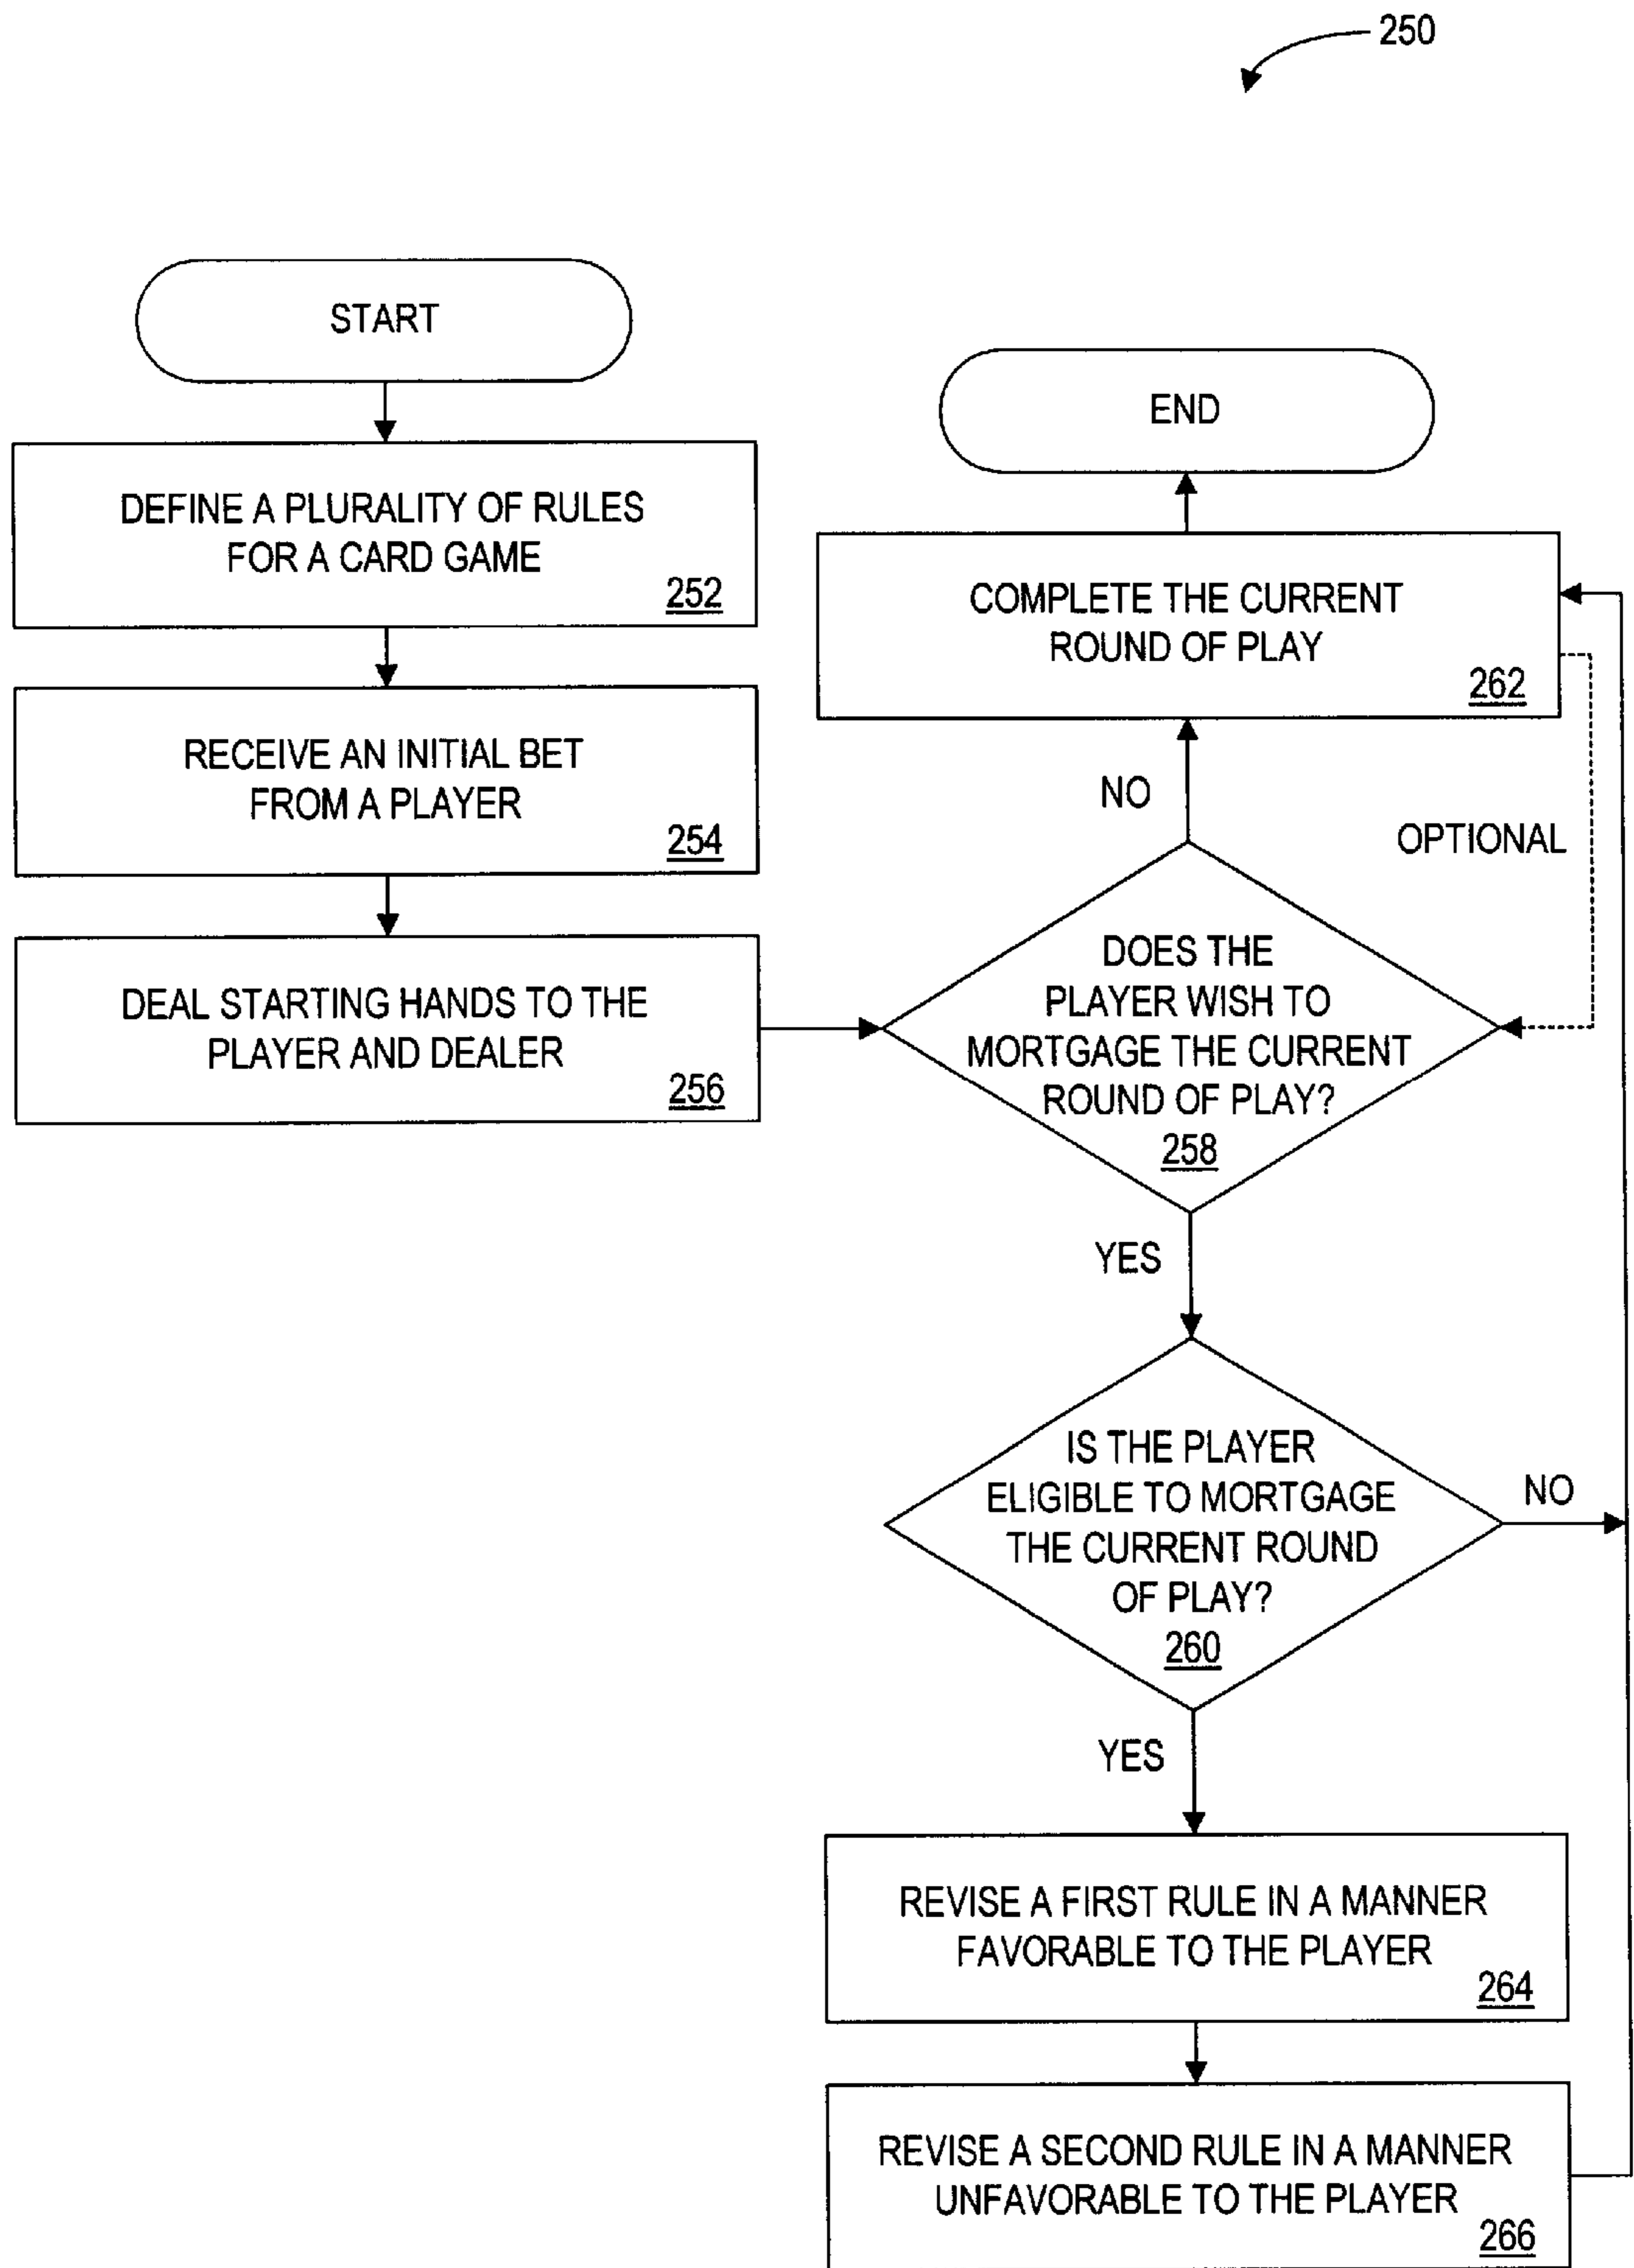 250
START
DEFINE A PLURALITY OF RULES
FOR A CARD GAME
252
RECEIVE AN INITIAL BET
FROM A PLAYER
254
DEAL STARTING HANDS TO THE
PLAYER AND DEALER
256
END
COMPLETE THE CURRENT
ROUND OF PLAY
262
NO
OPTIONAL
DOES THE
PLAYER WISH TO
MORTGAGE THE CURRENT
ROUND OF PLAY?
258
YES
IS THE PLAYER
ELIGIBLE TO MORTGAGE
THE CURRENT ROUND
OF PLAY?
260
NO
YES
REVISE A FIRST RULE IN A MANNER
FAVORABLE TO THE PLAYER
264
REVISE A SECOND RULE IN A MANNER
UNFAVORABLE TO THE PLAYER
266